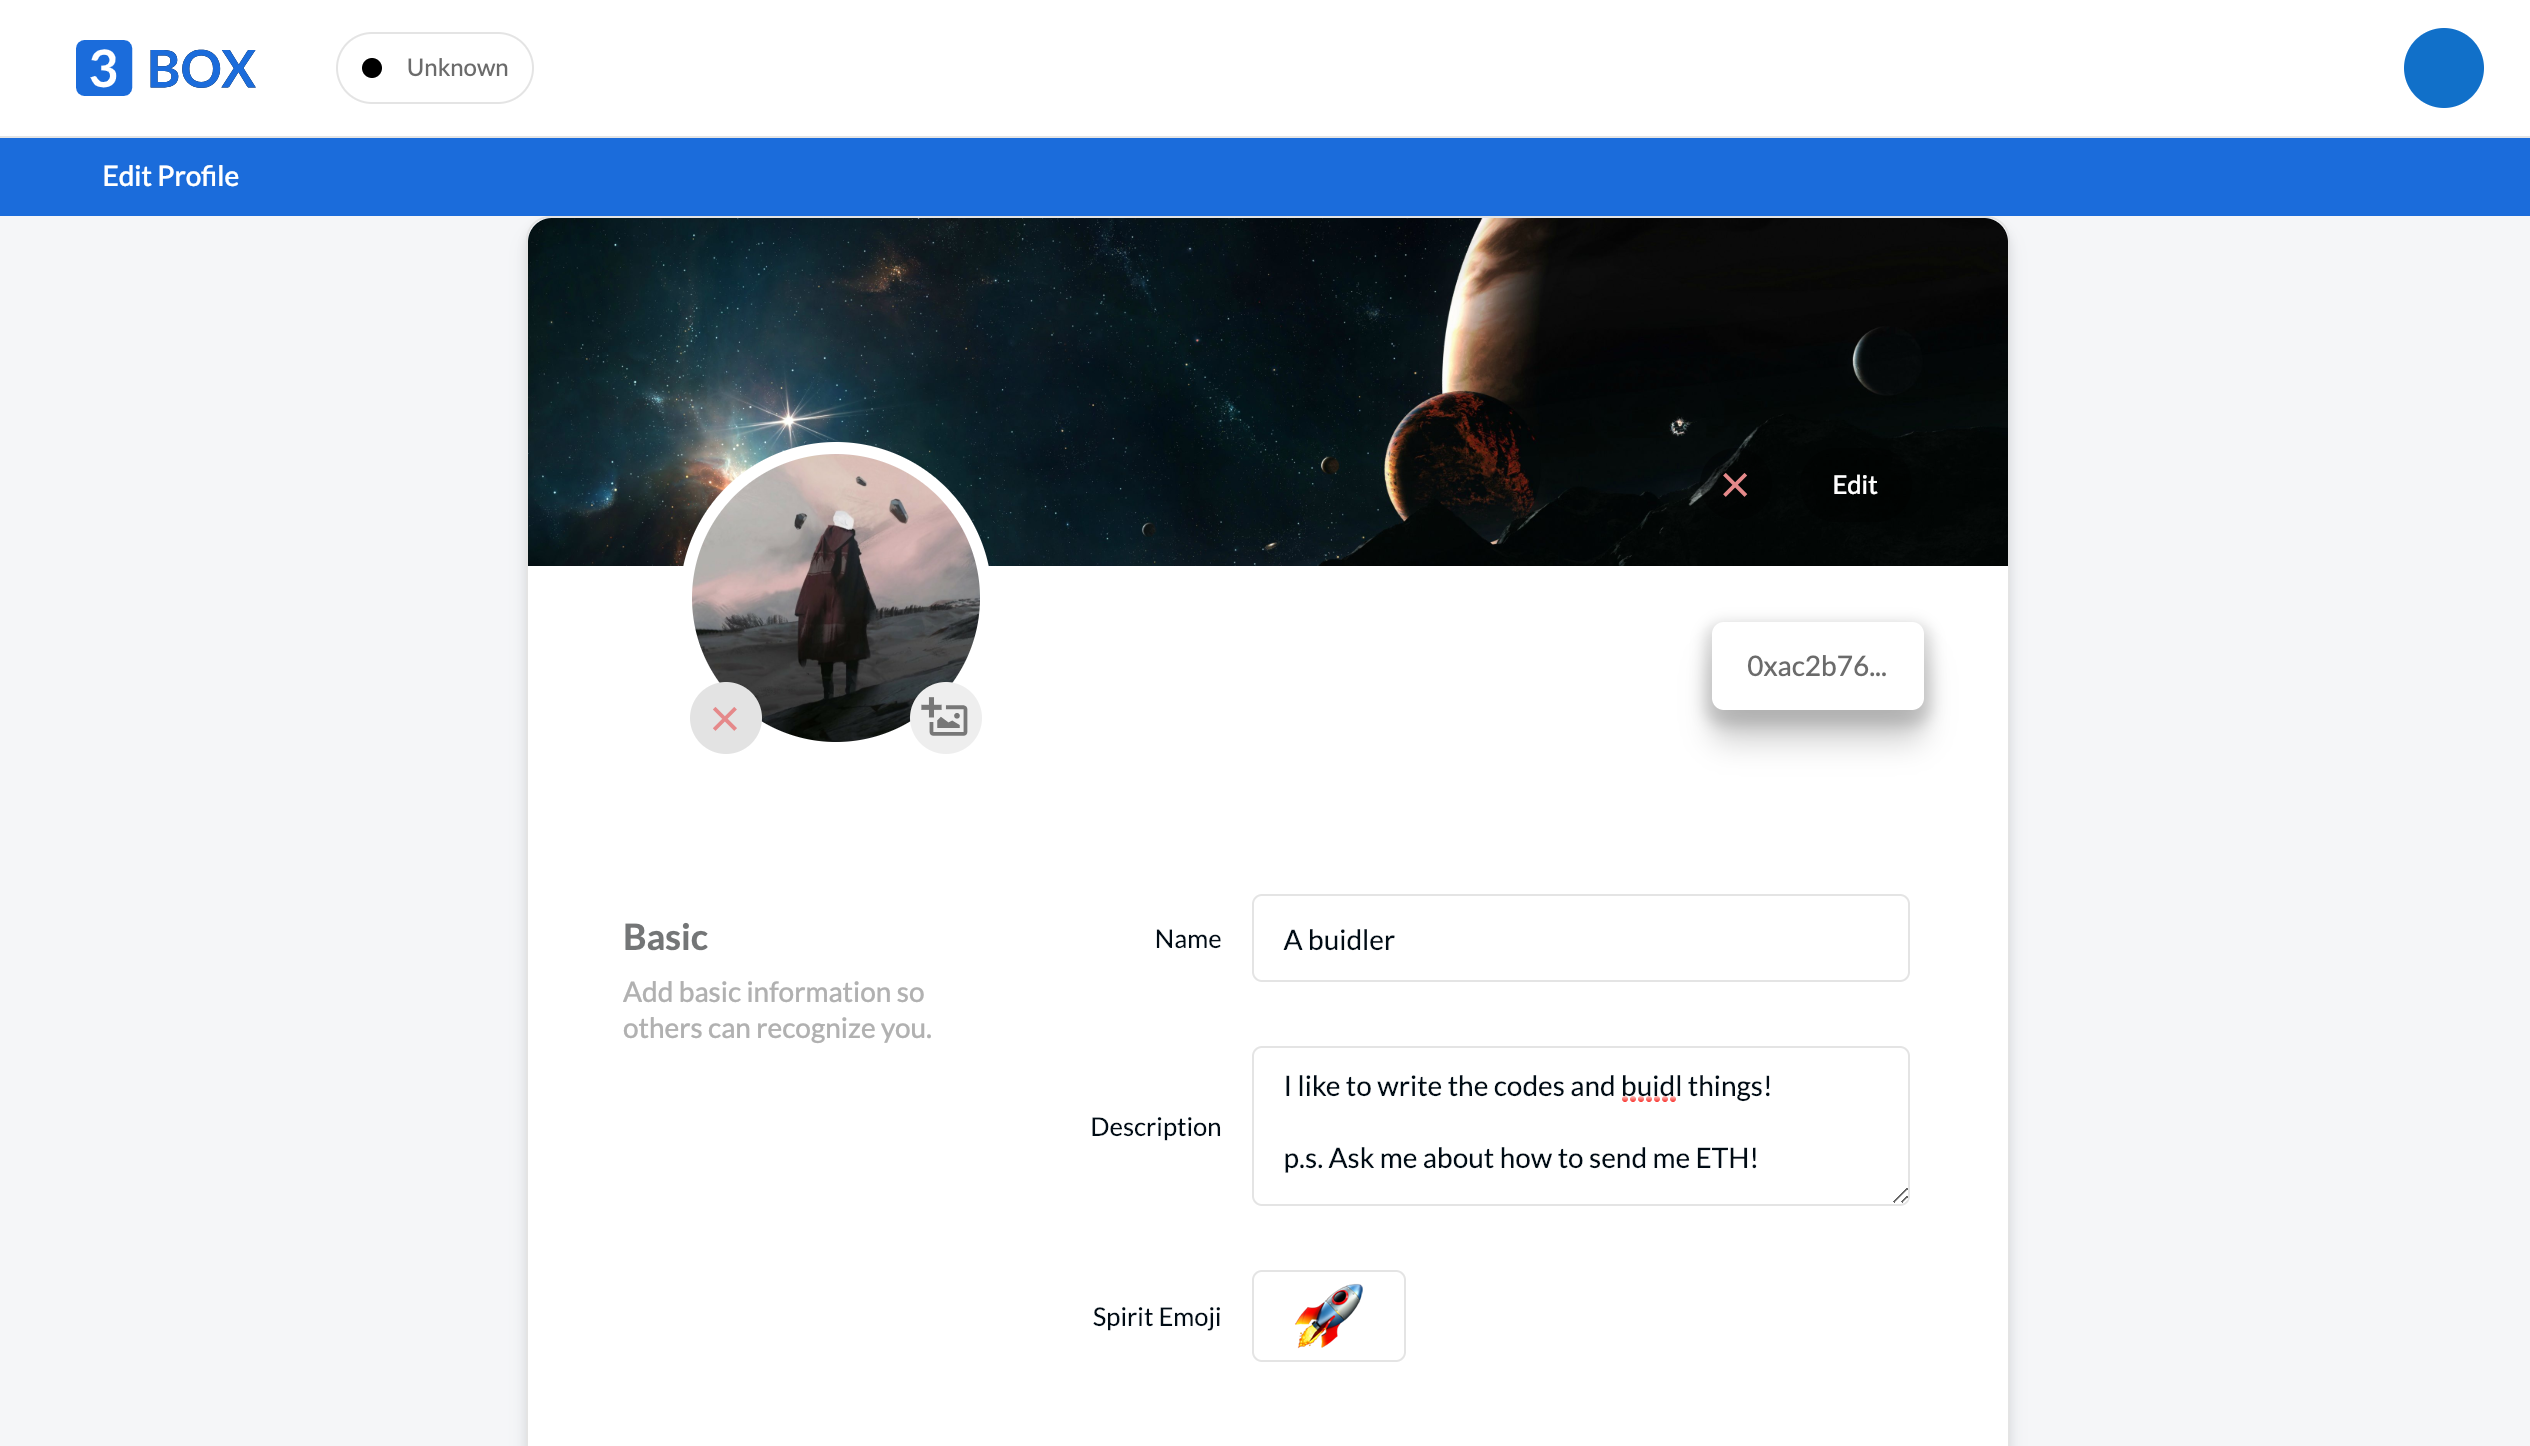 3 BOX
Unknown
Edit Profile
Edit
0xac2b76...
Basic
Add basic information so
others can recognize you.
Name
A buidler
Description
I like to write the codes and buidl things!
p.s. Ask me about how to send me ETH!
Spirit Emoji